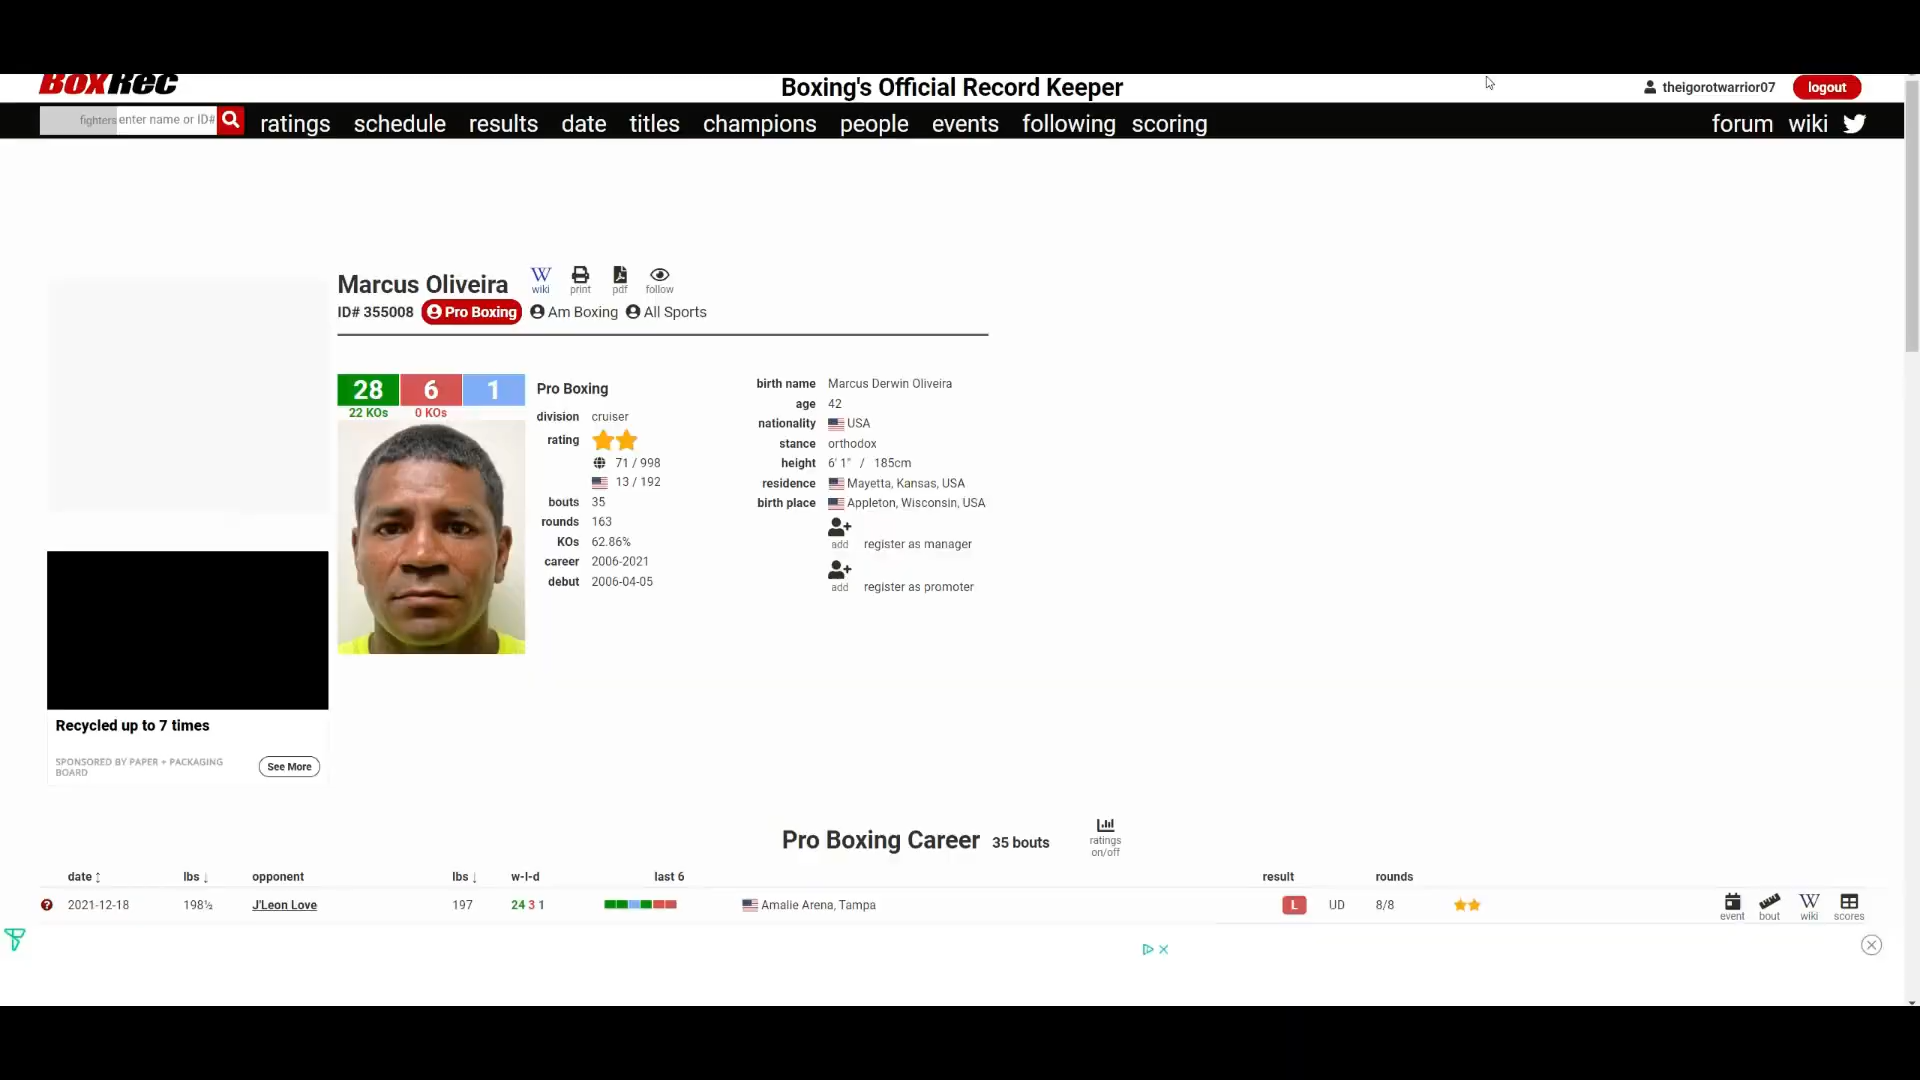 BoxRec
Boxing's Official Record Keeper
theigorotwarrior07
logout
fighters enter name or ID#
ratings schedule results date titles champions people events following scoring
forum wiki
Marcus Oliveira
wiki print pdf follow
ID# 355008 Pro Boxing Am Boxing All Sports
28 6 1
22 KOs 0 KOs
Pro Boxing
division cruiser
rating
71 / 998
13 / 192
bouts 35
rounds 163
KOs 62.86%
career 2006-2021
debut 2006-04-05
birth name Marcus Derwin Oliveira
age 42
nationality USA
stance orthodox
height 6' 1" / 185cm
residence Mayetta, Kansas, USA
birth place Appleton, Wisconsin, USA
add register as manager
add register as promoter
Recycled up to 7 times
SPONSORED BY PAPER + PACKAGING
BOARD
See More
Pro Boxing Career 35 bouts
ratings
on/off
date lbs opponent lbs w-l-d last 6 result rounds
2021-12-18 198½ J'Leon Love 197 24 3 1 Amalie Arena, Tampa L UD 8/8
event bout wiki scores